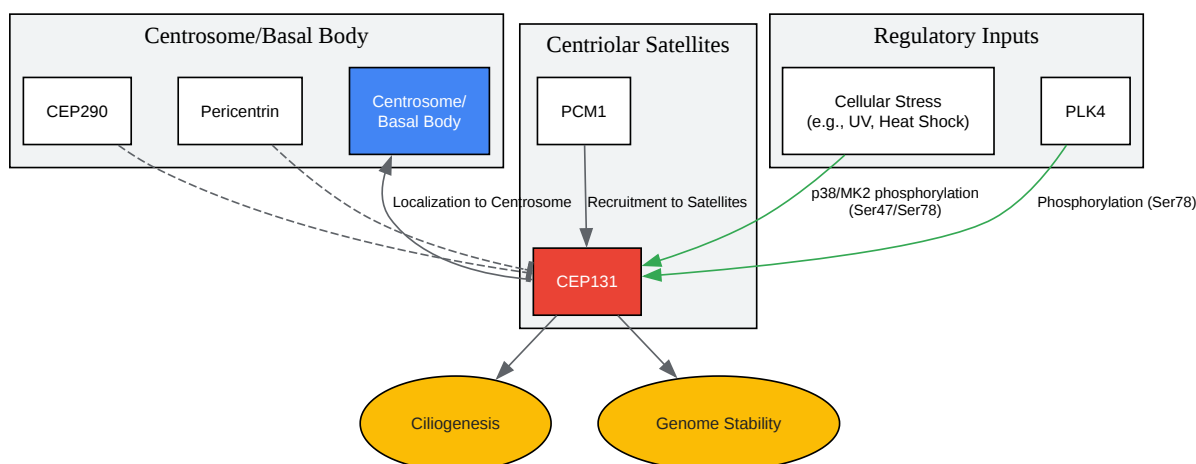 Centrosome/Basal Body
Centriolar Satellites
Regulatory Inputs
CEP290
Pericentrin
Centrosome/
Basal Body
PCM1
Cellular Stress
(e.g., UV, Heat Shock)
PLK4
Localization to Centrosome
Recruitment to Satellites
p38/MK2 phosphorylation
(Ser47/Ser78)
Phosphorylation (Ser78)
CEP131
Ciliogenesis
Genome Stability